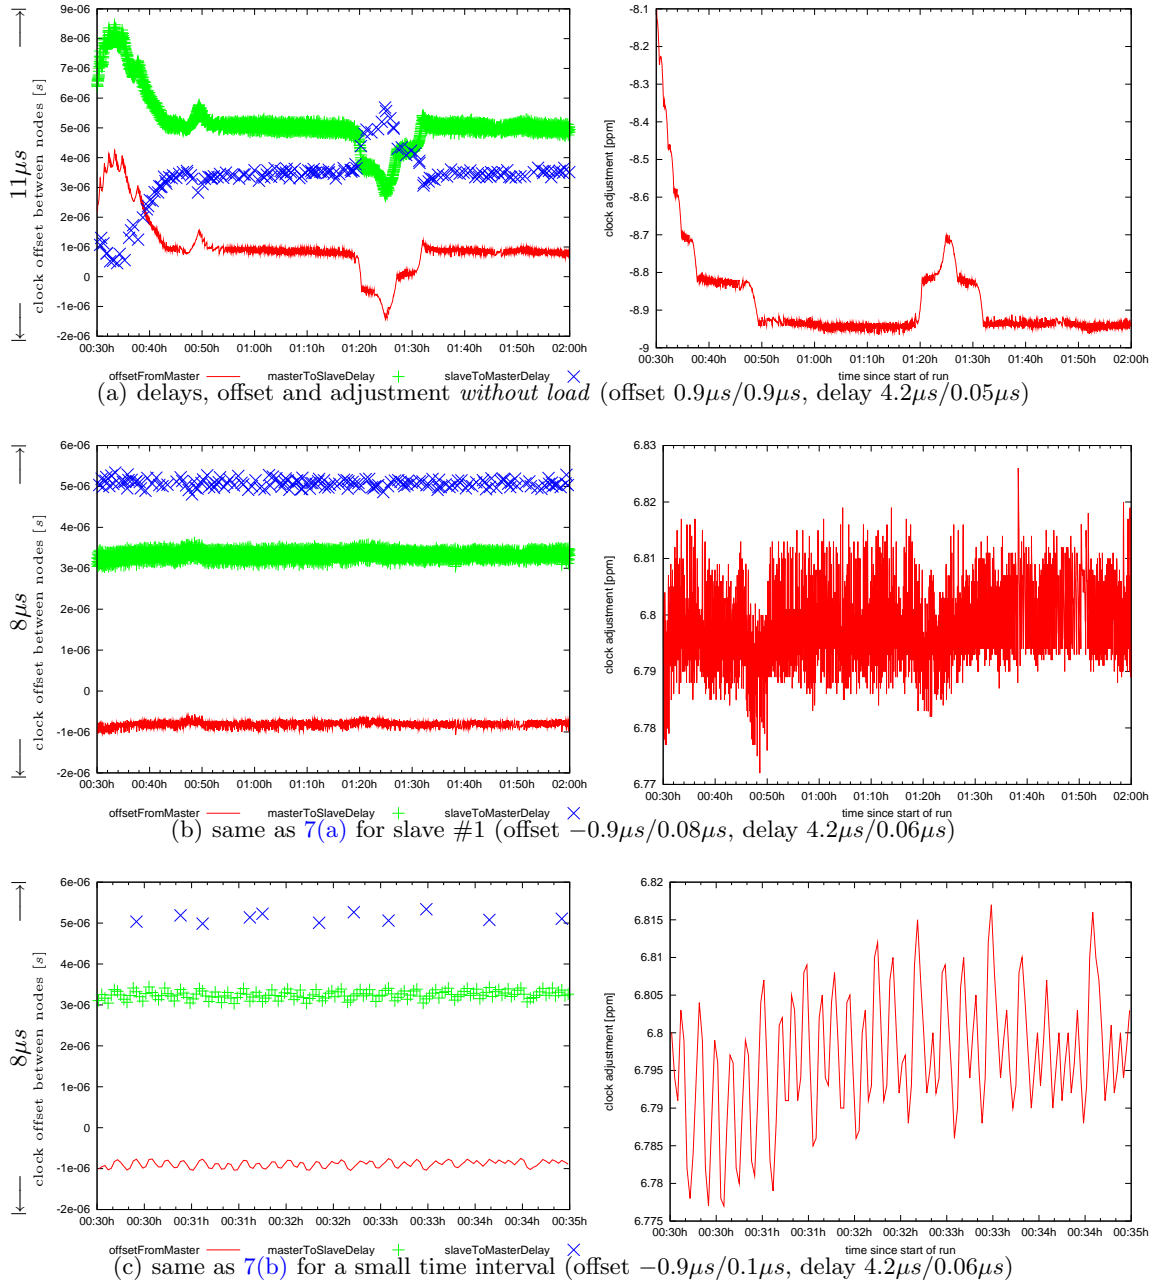 11μs
clock offset between nodes [s]
9e-06
8e-06
7e-06
6e-06
5e-06
4e-06
3e-06
2e-06
1e-06
0
-1e-06
-2e-06
00:30h 00:40h 00:50h 01:00h 01:10h 01:20h 01:30h 01:40h 01:50h 02:00h
offsetFromMaster masterToSlaveDelay slaveToMasterDelay
clock adjustment [ppm]
-8.1
-8.2
-8.3
-8.4
-8.5
-8.6
-8.7
-8.8
-8.9
-9
00:30h 00:40h 00:50h 01:00h 01:10h 01:20h 01:30h 01:40h 01:50h 02:00h
time since start of run
(a) delays, offset and adjustment without load (offset 0.9μs/0.9μs, delay 4.2μs/0.05μs)
8μs
clock offset between nodes [s]
6e-06
5e-06
4e-06
3e-06
2e-06
1e-06
0
-1e-06
-2e-06
00:30h 00:40h 00:50h 01:00h 01:10h 01:20h 01:30h 01:40h 01:50h 02:00h
offsetFromMaster masterToSlaveDelay slaveToMasterDelay
clock adjustment [ppm]
6.83
6.82
6.81
6.8
6.79
6.78
6.77
00:30h 00:40h 00:50h 01:00h 01:10h 01:20h 01:30h 01:40h 01:50h 02:00h
time since start of run
(b) same as 7(a) for slave #1 (offset −0.9μs/0.08μs, delay 4.2μs/0.06μs)
8μs
clock offset between nodes [s]
6e-06
5e-06
4e-06
3e-06
2e-06
1e-06
0
-1e-06
-2e-06
00:30h 00:30h 00:31h 00:31h 00:32h 00:32h 00:33h 00:33h 00:34h 00:34h 00:35h
offsetFromMaster masterToSlaveDelay slaveToMasterDelay
clock adjustment [ppm]
6.82
6.815
6.81
6.805
6.8
6.795
6.79
6.785
6.78
6.775
00:30h 00:30h 00:31h 00:31h 00:32h 00:32h 00:33h 00:33h 00:34h 00:34h 00:35h
time since start of run
(c) same as 7(b) for a small time interval (offset −0.9μs/0.1μs, delay 4.2μs/0.06μs)